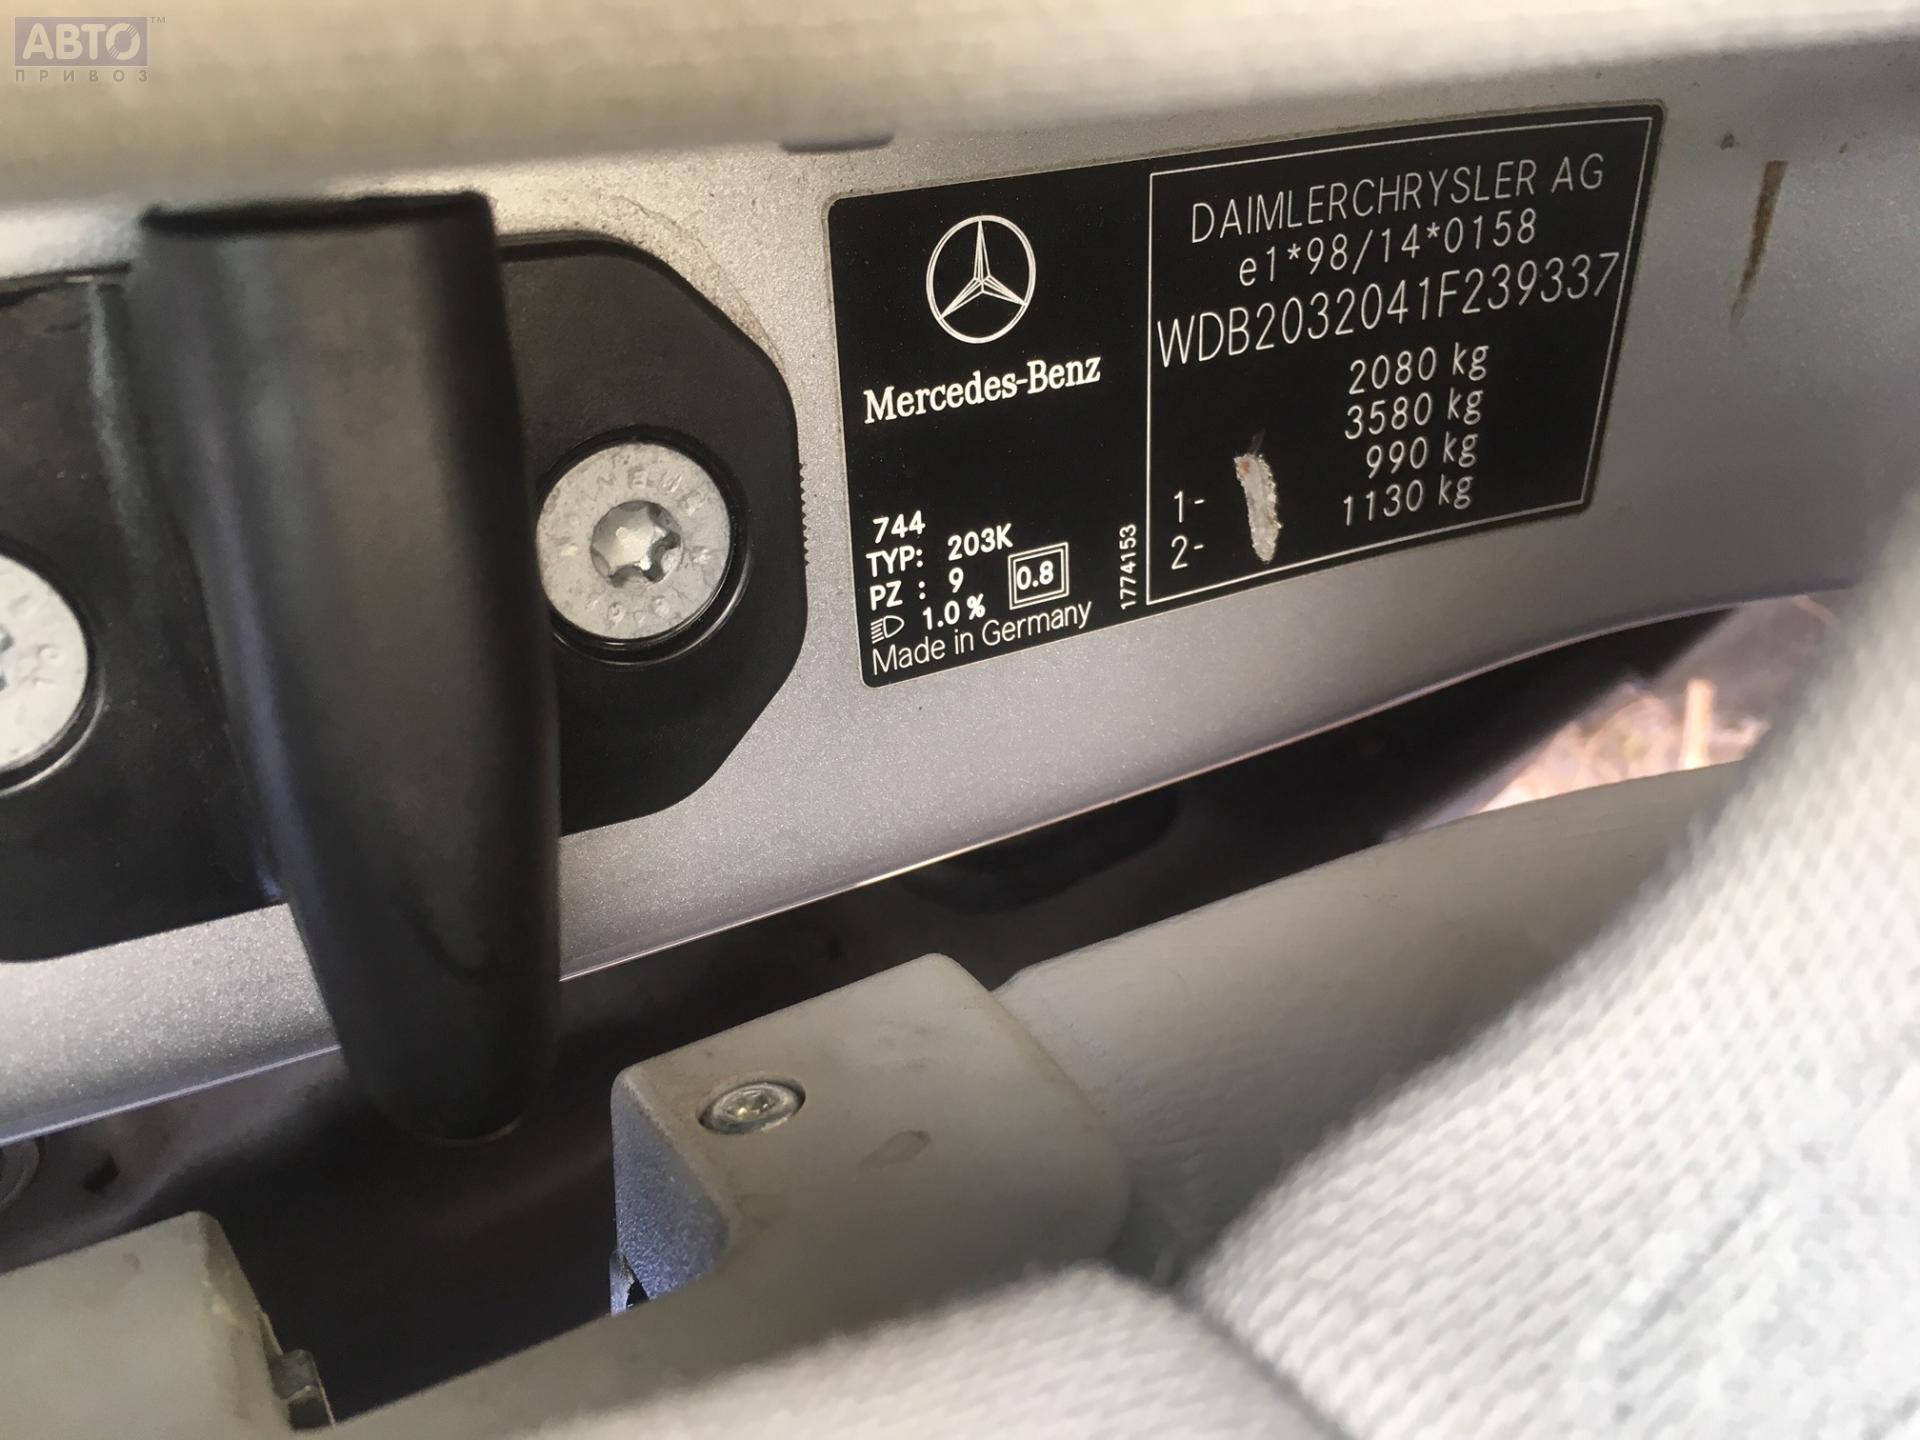 АВТО™
ПРИВОЗ
Mercedes-Benz
744
TYP: 203K
PZ : 9
0.8
1.0 %
Made in Germany
1774153
DAIMLERCHRYSLER AG
e1*98/14*0158
WDB2032041F239337
2080 kg
3580 kg
1- 990 kg
2- 1130 kg